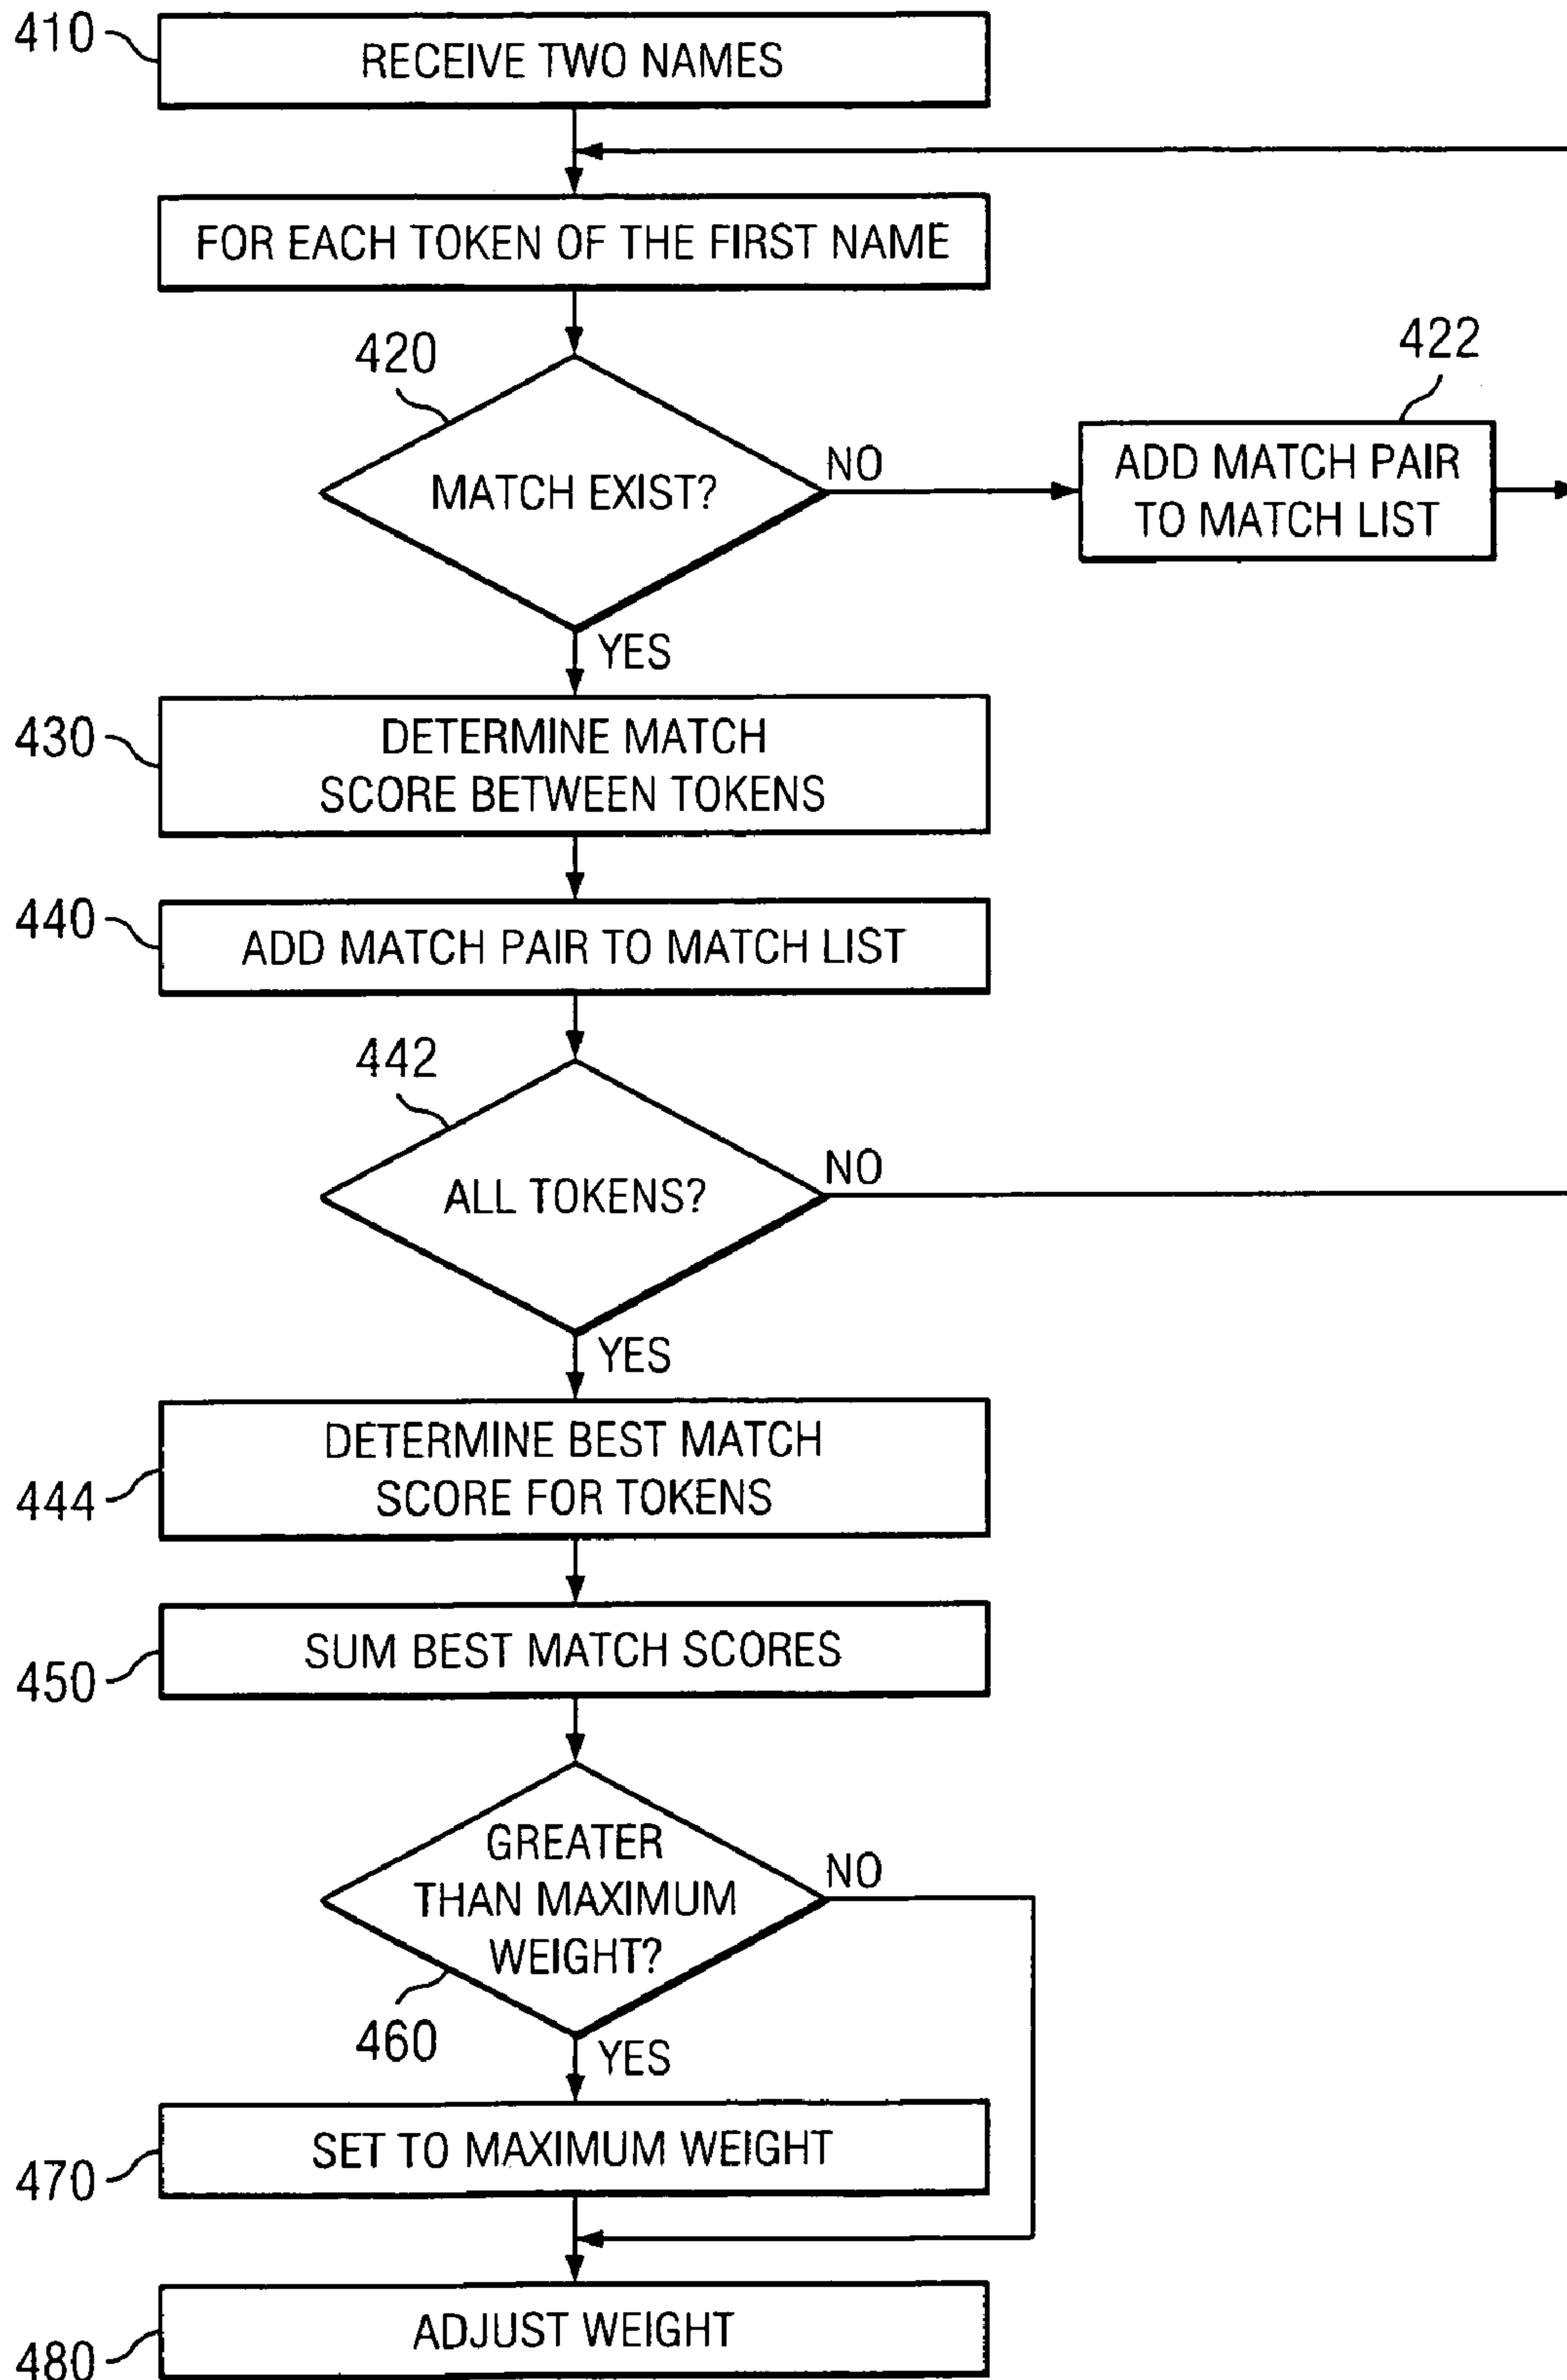 410
RECEIVE TWO NAMES
FOR EACH TOKEN OF THE FIRST NAME
420
MATCH EXIST?
NO
422
ADD MATCH PAIR
TO MATCH LIST
YES
430
DETERMINE MATCH
SCORE BETWEEN TOKENS
440
ADD MATCH PAIR TO MATCH LIST
442
ALL TOKENS?
NO
YES
444
DETERMINE BEST MATCH
SCORE FOR TOKENS
450
SUM BEST MATCH SCORES
GREATER
THAN MAXIMUM
WEIGHT?
NO
460
YES
470
SET TO MAXIMUM WEIGHT
480
ADJUST WEIGHT